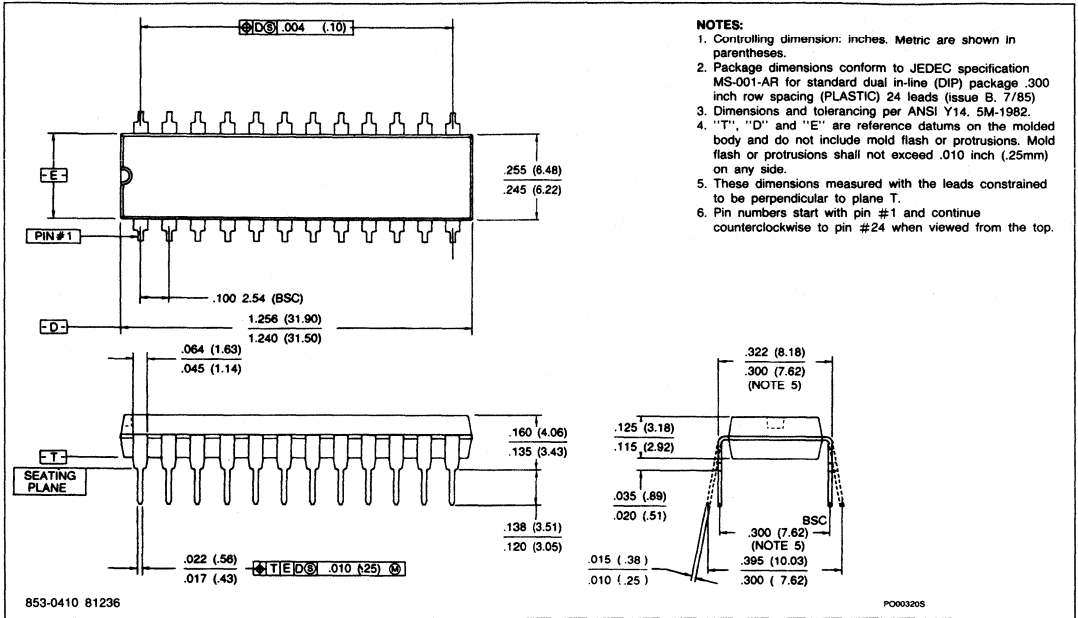 ⌖ D Ⓢ .004 (.10)
NOTES:
1. Controlling dimension: inches. Metric are shown in
parentheses.
2. Package dimensions conform to JEDEC specification
MS-001-AR for standard dual in-line (DIP) package .300
inch row spacing (PLASTIC) 24 leads (issue B. 7/85)
3. Dimensions and tolerancing per ANSI Y14. 5M-1982.
4. "T", "D" and "E" are reference datums on the molded
body and do not include mold flash or protrusions. Mold
flash or protrusions shall not exceed .010 inch (.25mm)
on any side.
5. These dimensions measured with the leads constrained
to be perpendicular to plane T.
6. Pin numbers start with pin #1 and continue
counterclockwise to pin #24 when viewed from the top.
-E-
.255 (6.48)
.245 (6.22)
PIN #1
.100 2.54 (BSC)
-D-
1.256 (31.90)
1.240 (31.50)
.064 (1.63)
.045 (1.14)
-T-
SEATING
PLANE
.160 (4.06)
.135 (3.43)
.138 (3.51)
.120 (3.05)
.022 (.56)
.017 (.43)
⌖ T E D Ⓢ .010 (.25) Ⓜ
.322 (8.18)
.300 (7.62)
(NOTE 5)
.125 (3.18)
.115 (2.92)
.035 (.89)
.020 (.51)
BSC
.300 (7.62)
(NOTE 5)
.015 (.38)
.010 (.25)
.395 (10.03)
.300 ( 7.62)
853-0410 81236
PO00320S